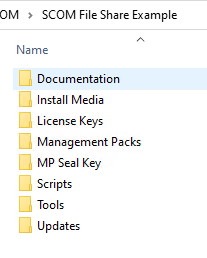 OM > SCOM File Share Example
Name
Documentation
Install Media
License Keys
Management Packs
MP Seal Key
Scripts
Tools
Updates